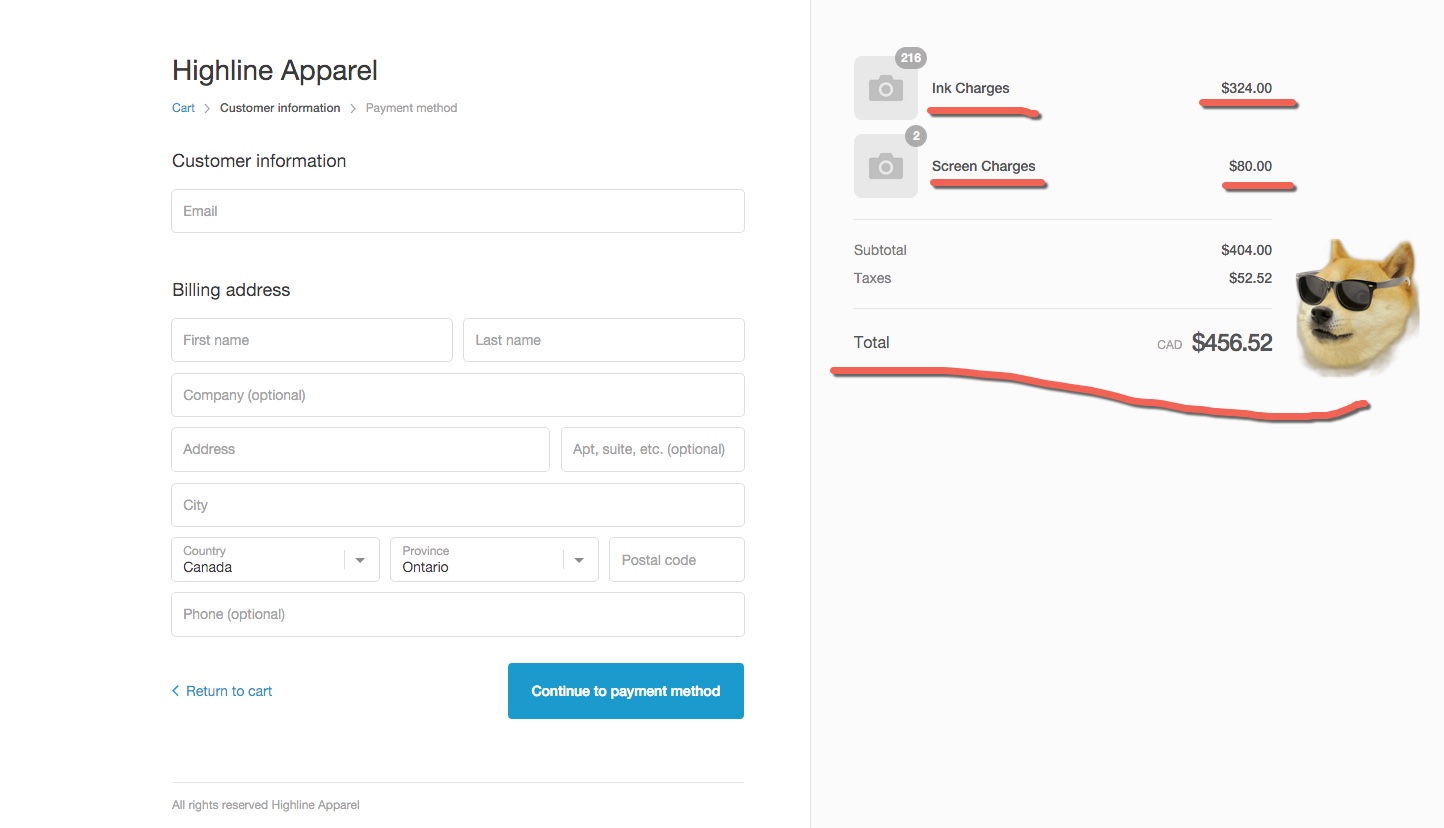 Highline Apparel
Cart > Customer information > Payment method
Customer information
Email
Billing address
First name Last name
Company (optional)
Address Apt, suite, etc. (optional)
City
Country Province
Canada Ontario Postal code
Phone (optional)
< Return to cart Continue to payment method
All rights reserved Highline Apparel
216
Ink Charges $324.00
2
Screen Charges $80.00
Subtotal $404.00
Taxes $52.52
Total CAD $456.52